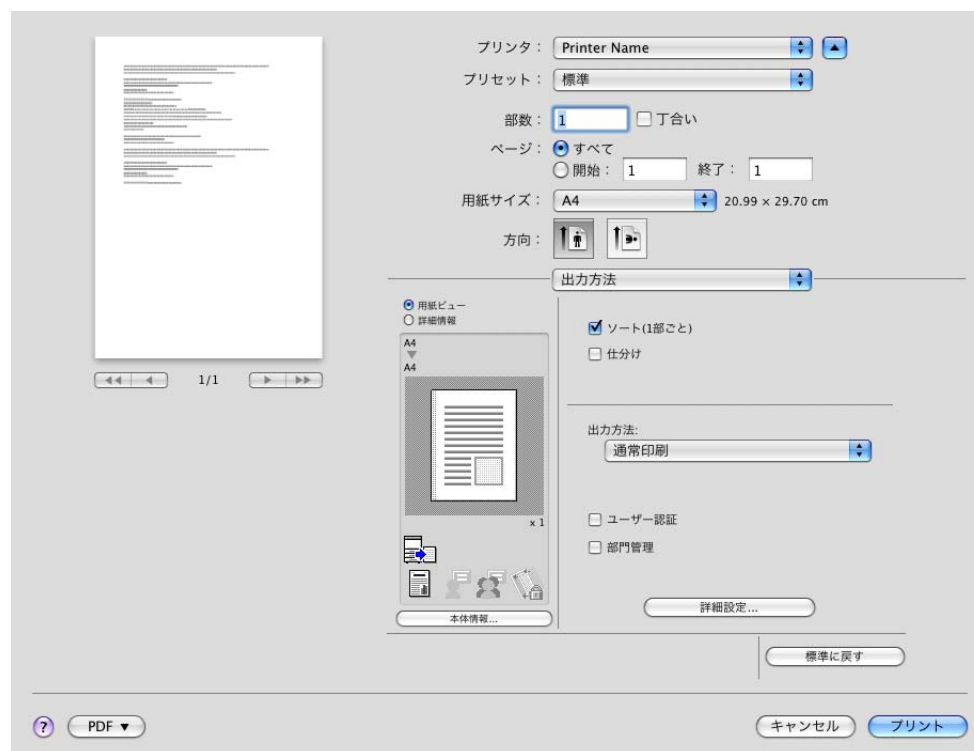 プリンタ： Printer Name
プリセット： 標準
部数： 1 丁合い
ページ： すべて
開始： 1 終了： 1
用紙サイズ： A4 20.99 × 29.70 cm
方向：
出力方法
1/1
用紙ビュー
詳細情報
A4
A4
x 1
本体情報...
ソート(1部ごと)
仕分け
出力方法:
通常印刷
ユーザー認証
部門管理
詳細設定...
標準に戻す
? PDF ▼ キャンセル プリント